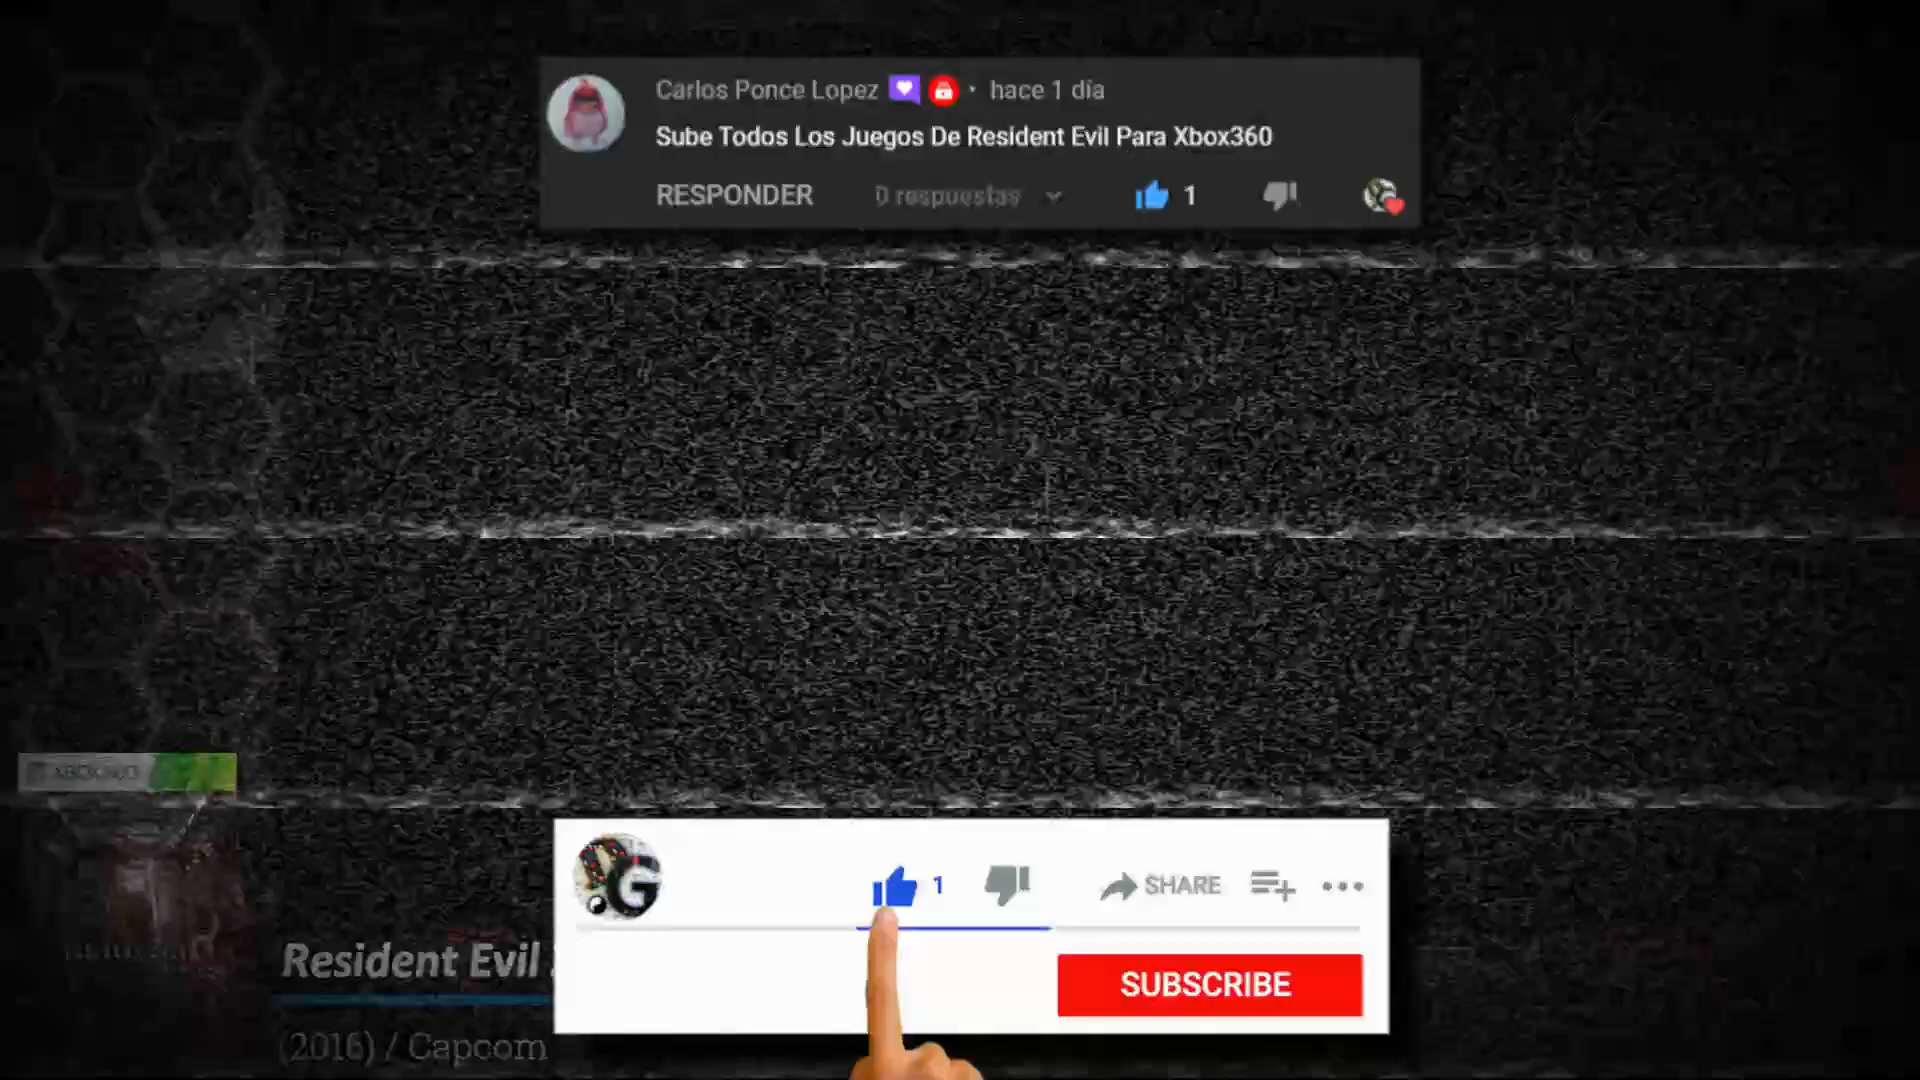 Carlos Ponce Lopez • hace 1 día
Sube Todos Los Juegos De Resident Evil Para Xbox360
RESPONDER 0 respuestas 1
1 SHARE
SUBSCRIBE
Resident Evil
(2016) / Capcom
G